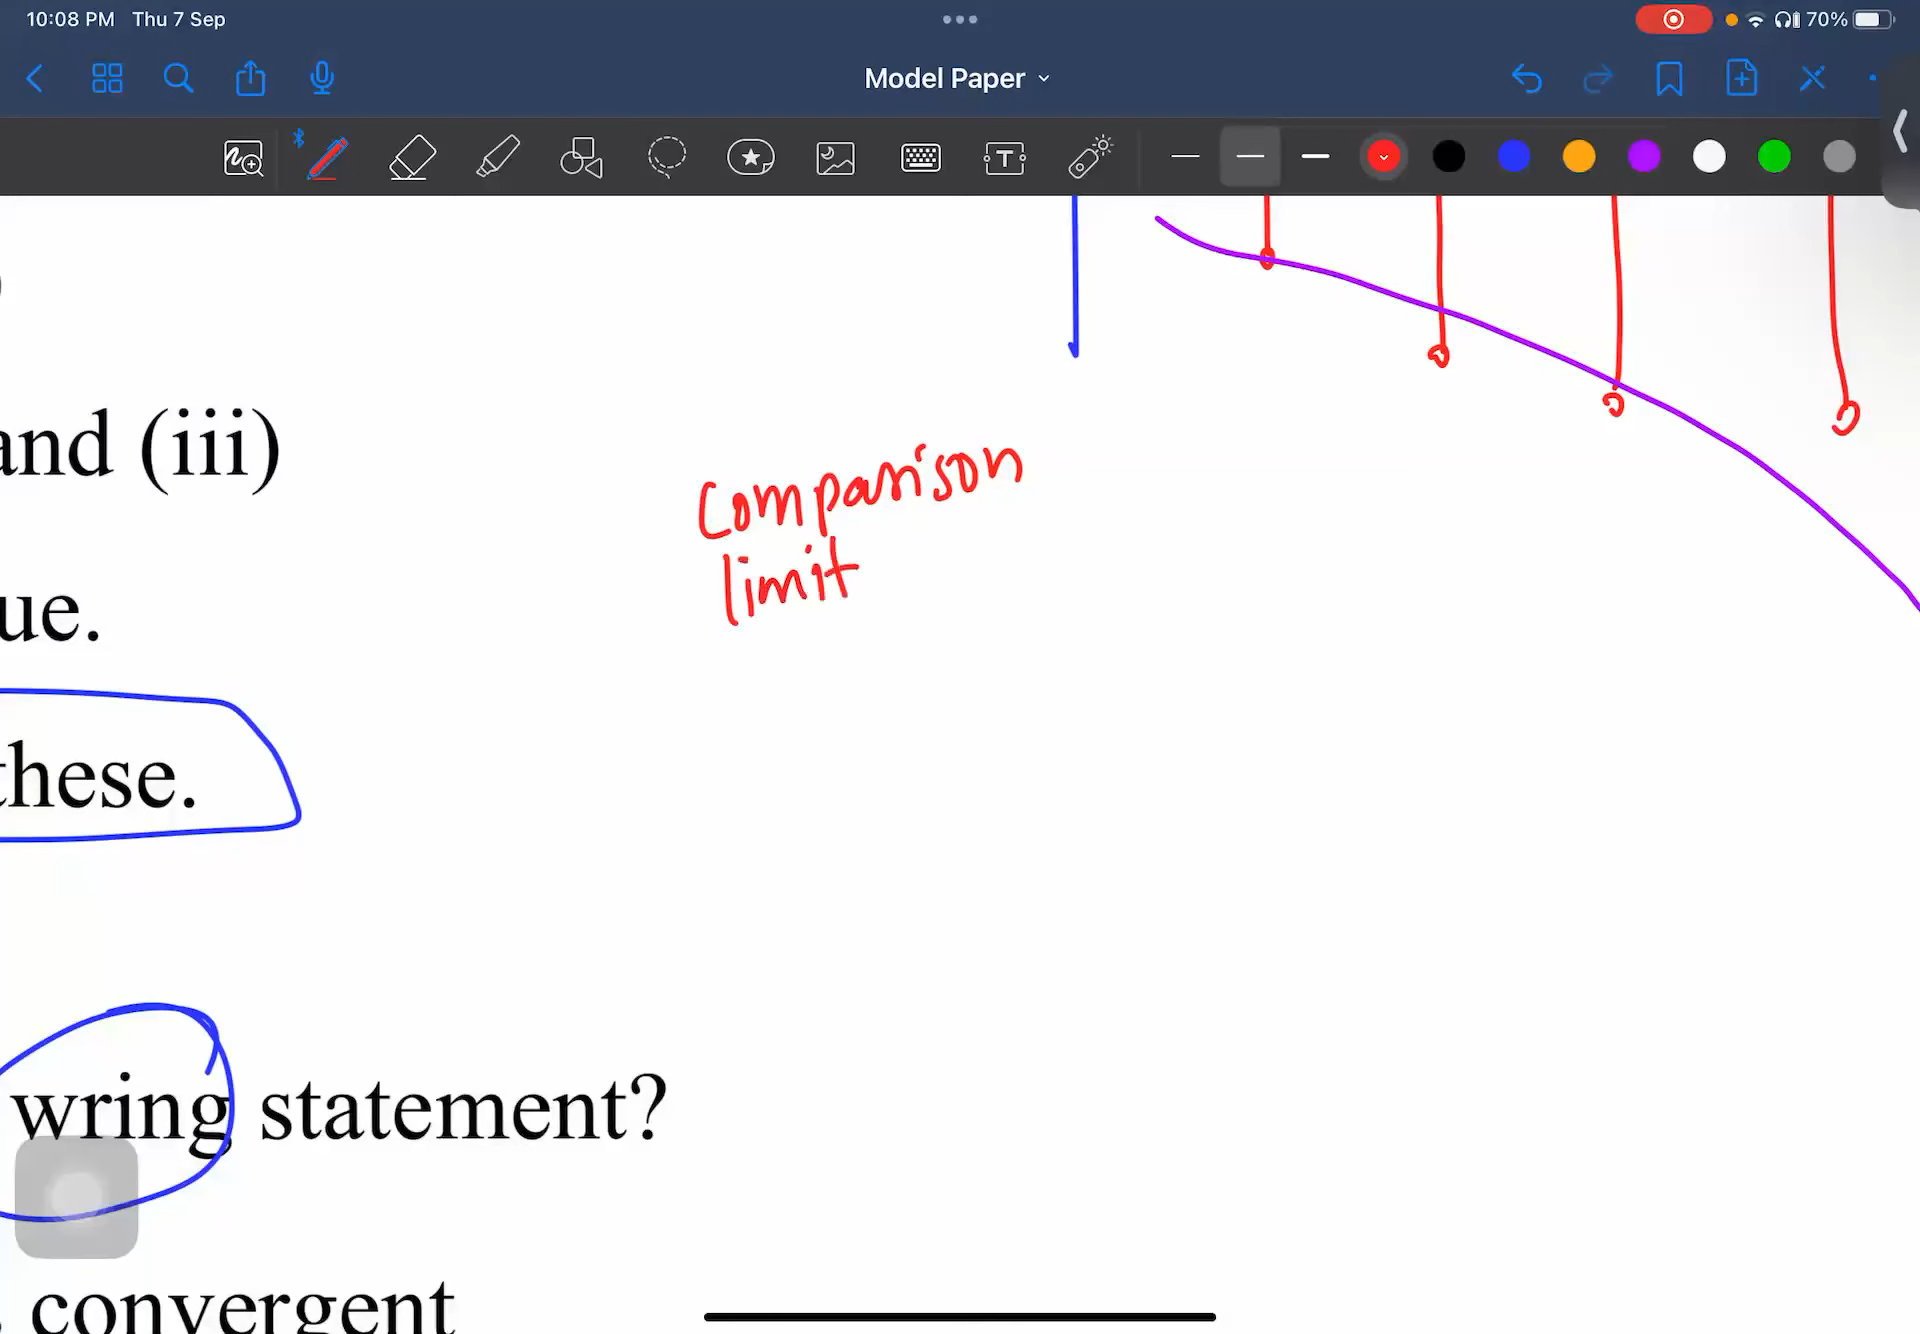 10:08 PM Thu 7 Sep
70%
Model Paper
T
and (iii)
Comparison
limit
ue.
these.
wring statement?
convergent